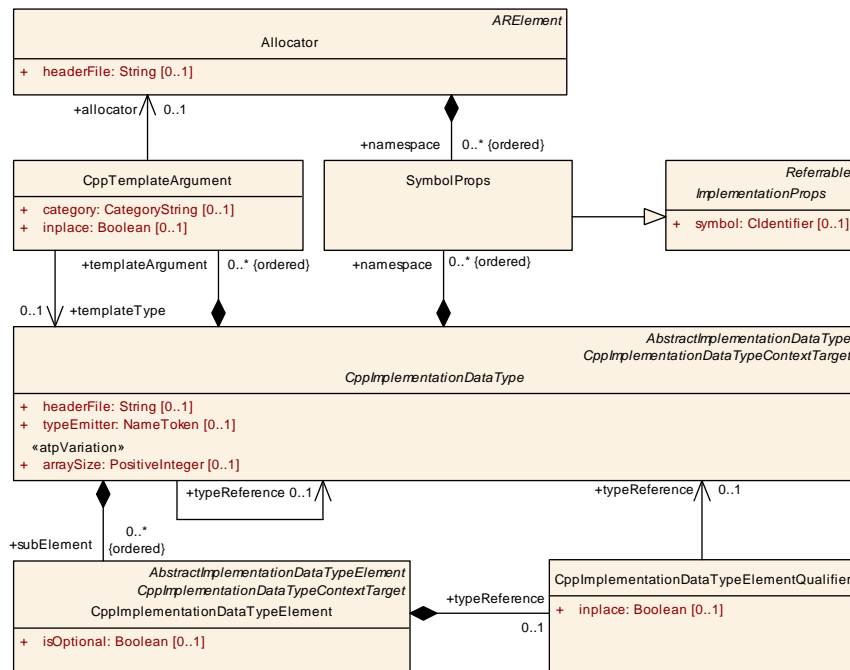 ARElement
Allocator
+ headerFile: String [0..1]
+allocator 0..1
+namespace 0..* {ordered}
CppTemplateArgument
+ category: CategoryString [0..1]
+ inplace: Boolean [0..1]
SymbolProps
Referrable
ImplementationProps
+ symbol: CIdentifier [0..1]
+templateArgument 0..* {ordered}
+namespace 0..* {ordered}
0..1 +templateType
AbstractImplementationDataType
CppImplementationDataTypeContextTarget
CppImplementationDataType
+ headerFile: String [0..1]
+ typeEmitter: NameToken [0..1]
«atpVariation»
+ arraySize: PositiveInteger [0..1]
+typeReference 0..1
+typeReference 0..1
+subElement 0..*
{ordered}
AbstractImplementationDataTypeElement
CppImplementationDataTypeContextTarget
CppImplementationDataTypeElement
+ isOptional: Boolean [0..1]
+typeReference
0..1
CppImplementationDataTypeElementQualifier
+ inplace: Boolean [0..1]